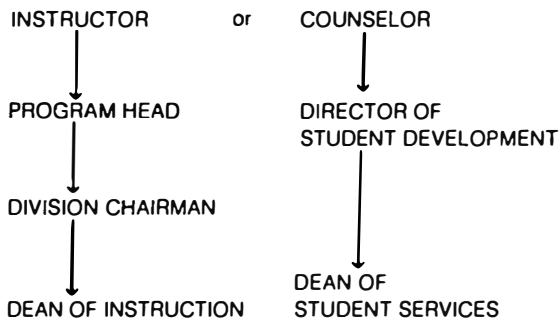 INSTRUCTOR or COUNSELOR
PROGRAM HEAD
DIRECTOR OF
STUDENT DEVELOPMENT
DIVISION CHAIRMAN
DEAN OF INSTRUCTION
DEAN OF
STUDENT SERVICES